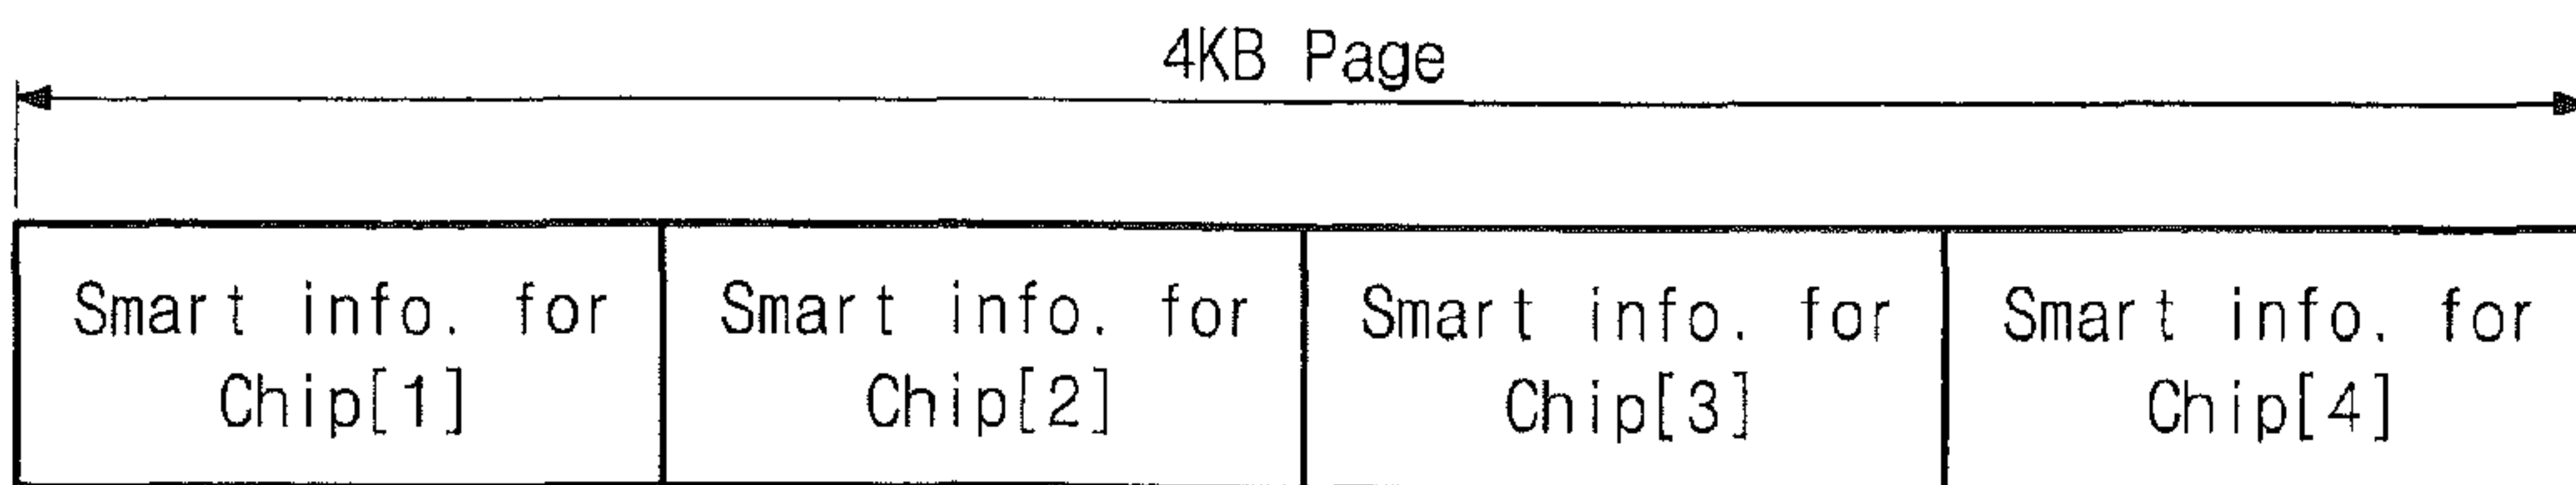 4KB Page
Smart info. for
Chip[1]
Smart info. for
Chip[2]
Smart info. for
Chip[3]
Smart info. for
Chip[4]